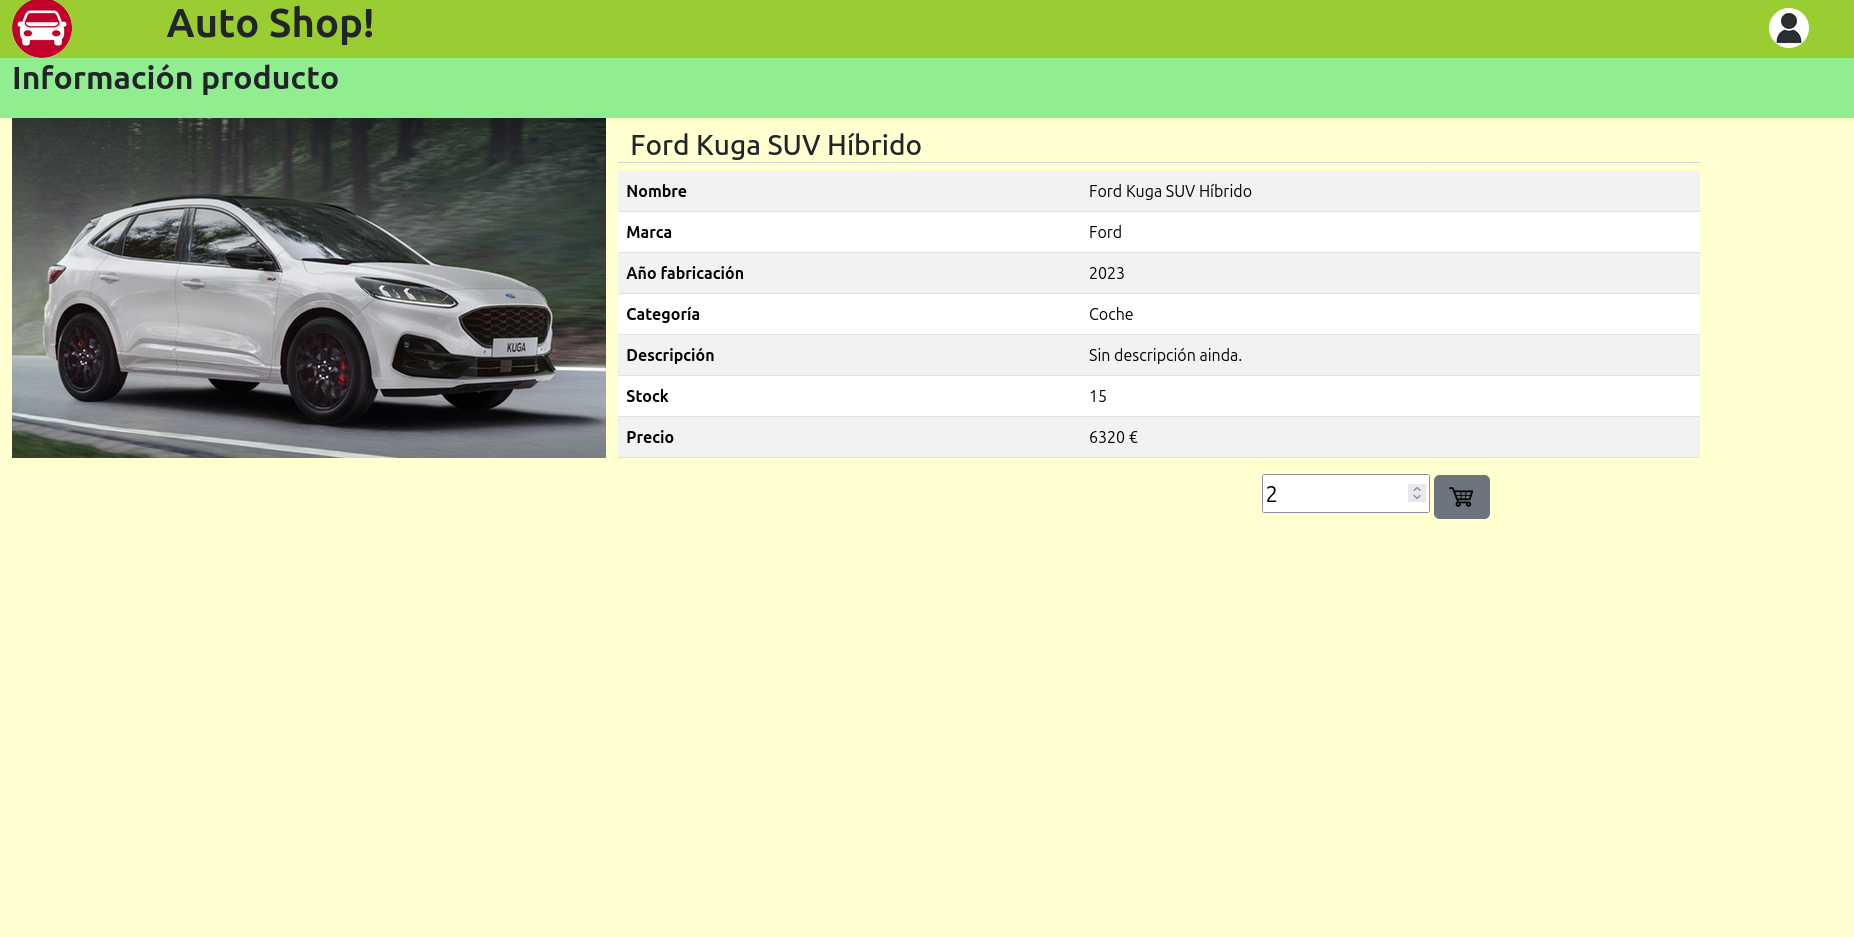 Auto Shop!
Información producto
Ford Kuga SUV Híbrido
Nombre Ford Kuga SUV Híbrido
Marca Ford
Año fabricación 2023
Categoría Coche
Descripción Sin descripción ainda.
Stock 15
Precio 6320 €
KUGA
2